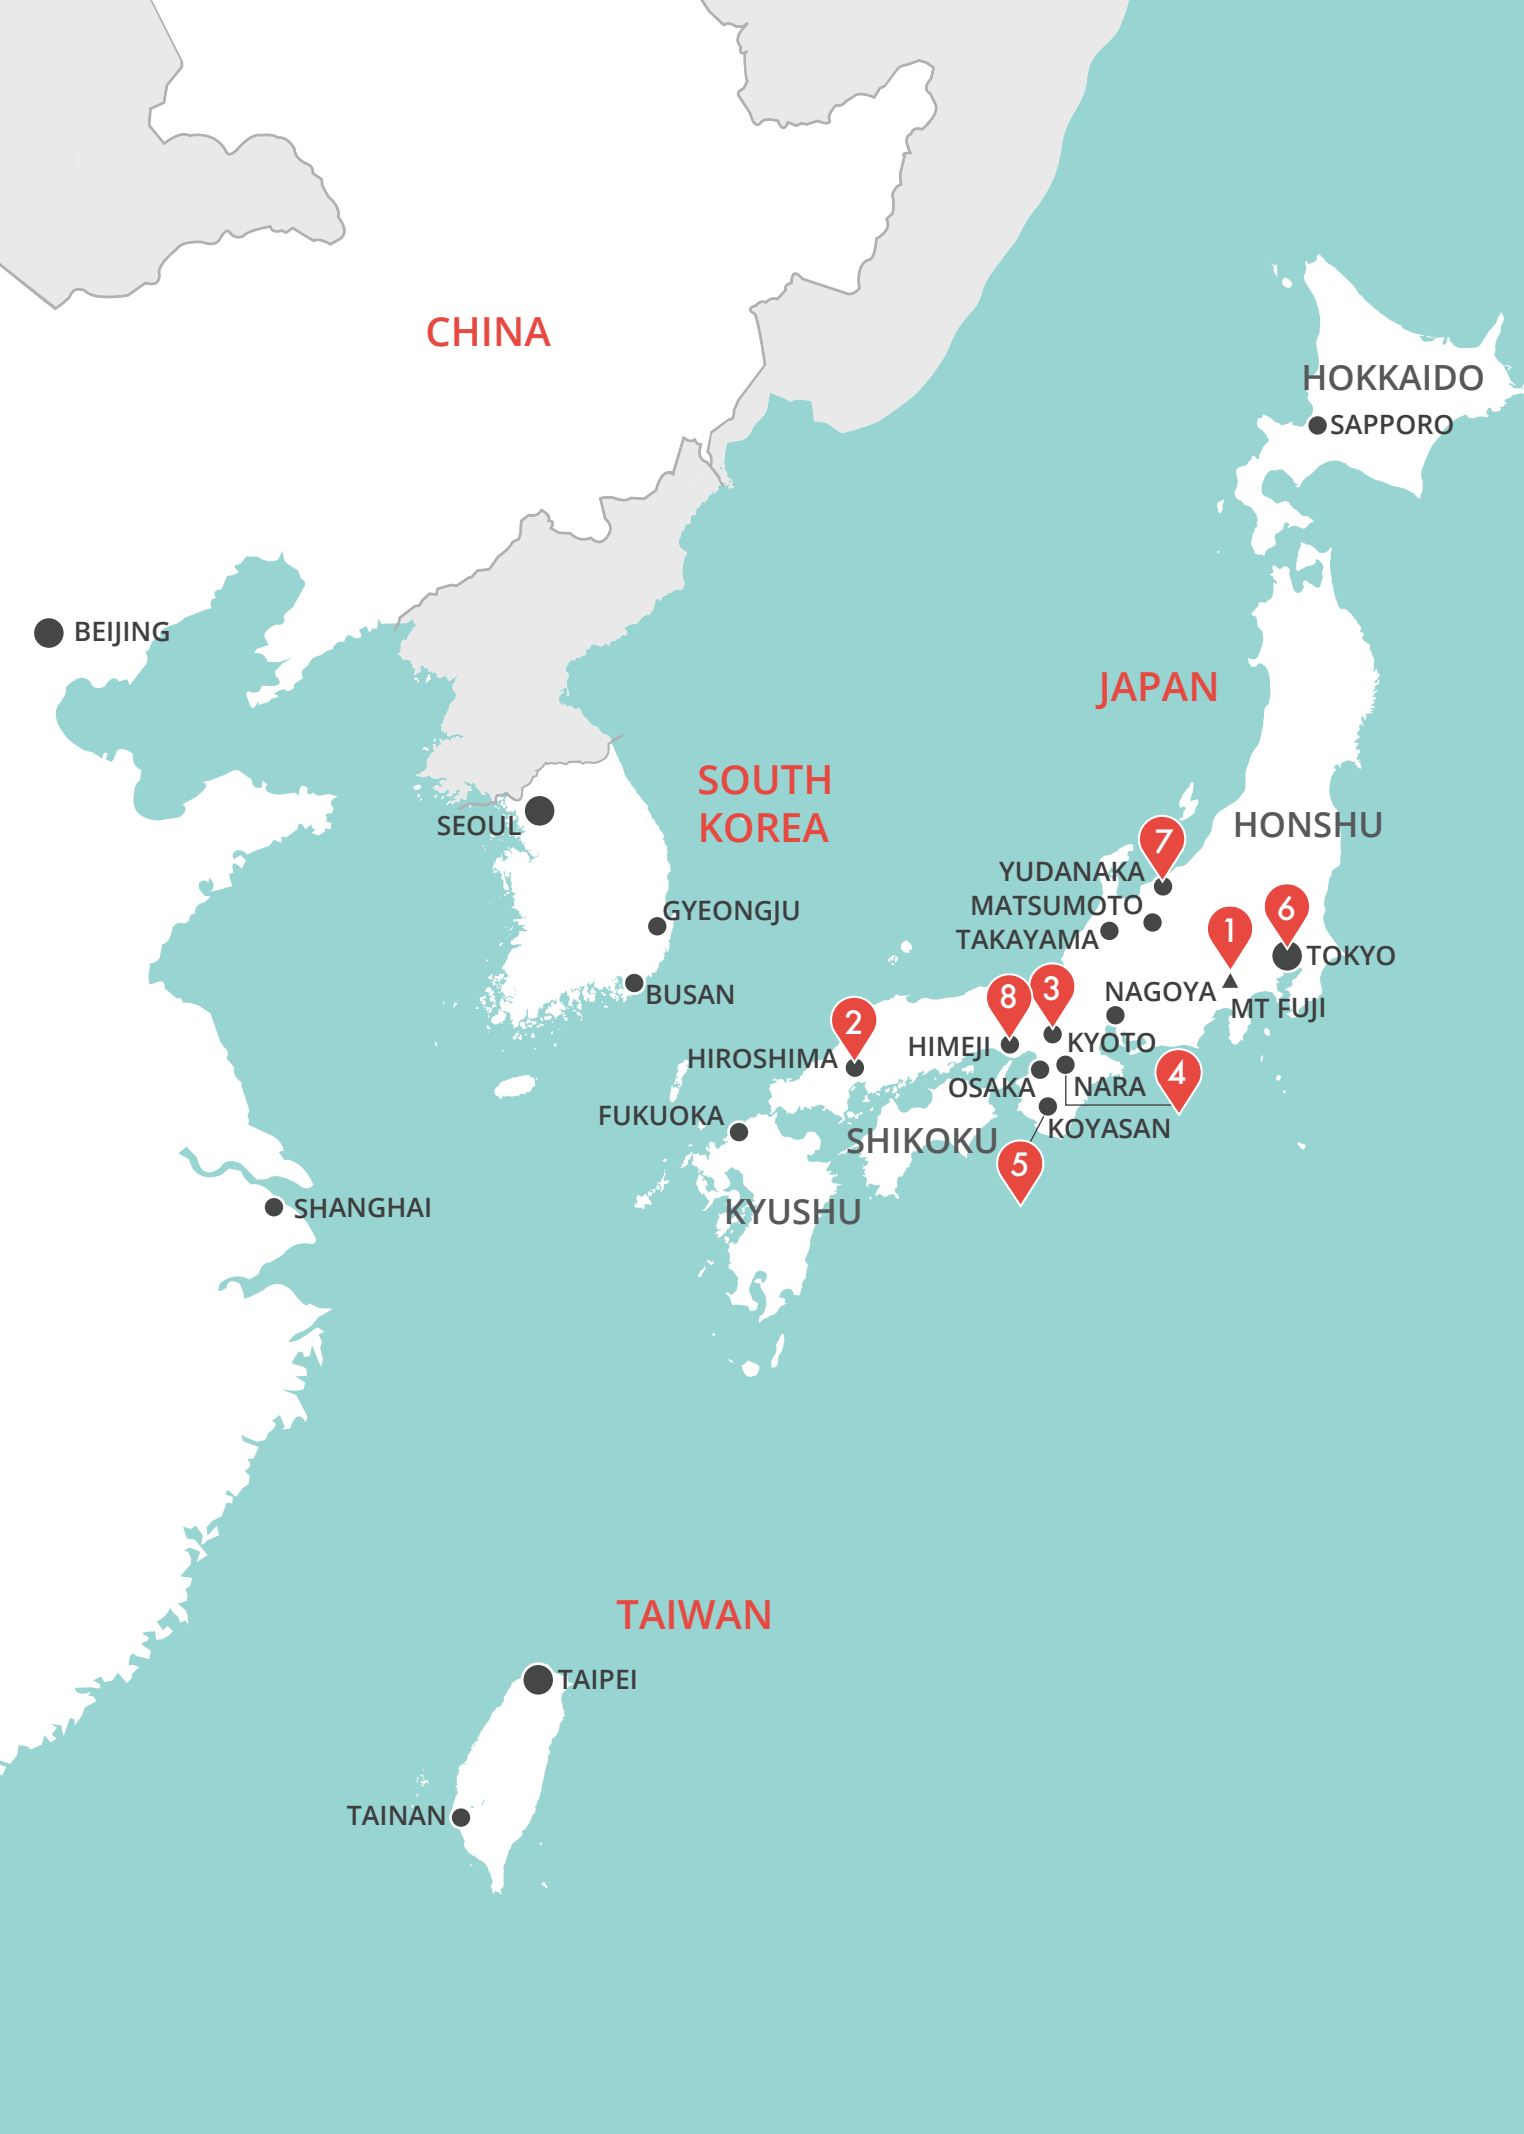 CHINA
HOKKAIDO
SAPPORO
BEIJING
JAPAN
SOUTH
KOREA
SEOUL
HONSHU
7
YUDANAKA
MATSUMOTO
TAKAYAMA
GYEONGJU
6
1
TOKYO
BUSAN
NAGOYA
MT FUJI
3
8
2
HIROSHIMA
HIMEJI
KYOTO
4
OSAKA
NARA
FUKUOKA
KOYASAN
SHIKOKU
5
KYUSHU
SHANGHAI
TAIWAN
TAIPEI
TAINAN